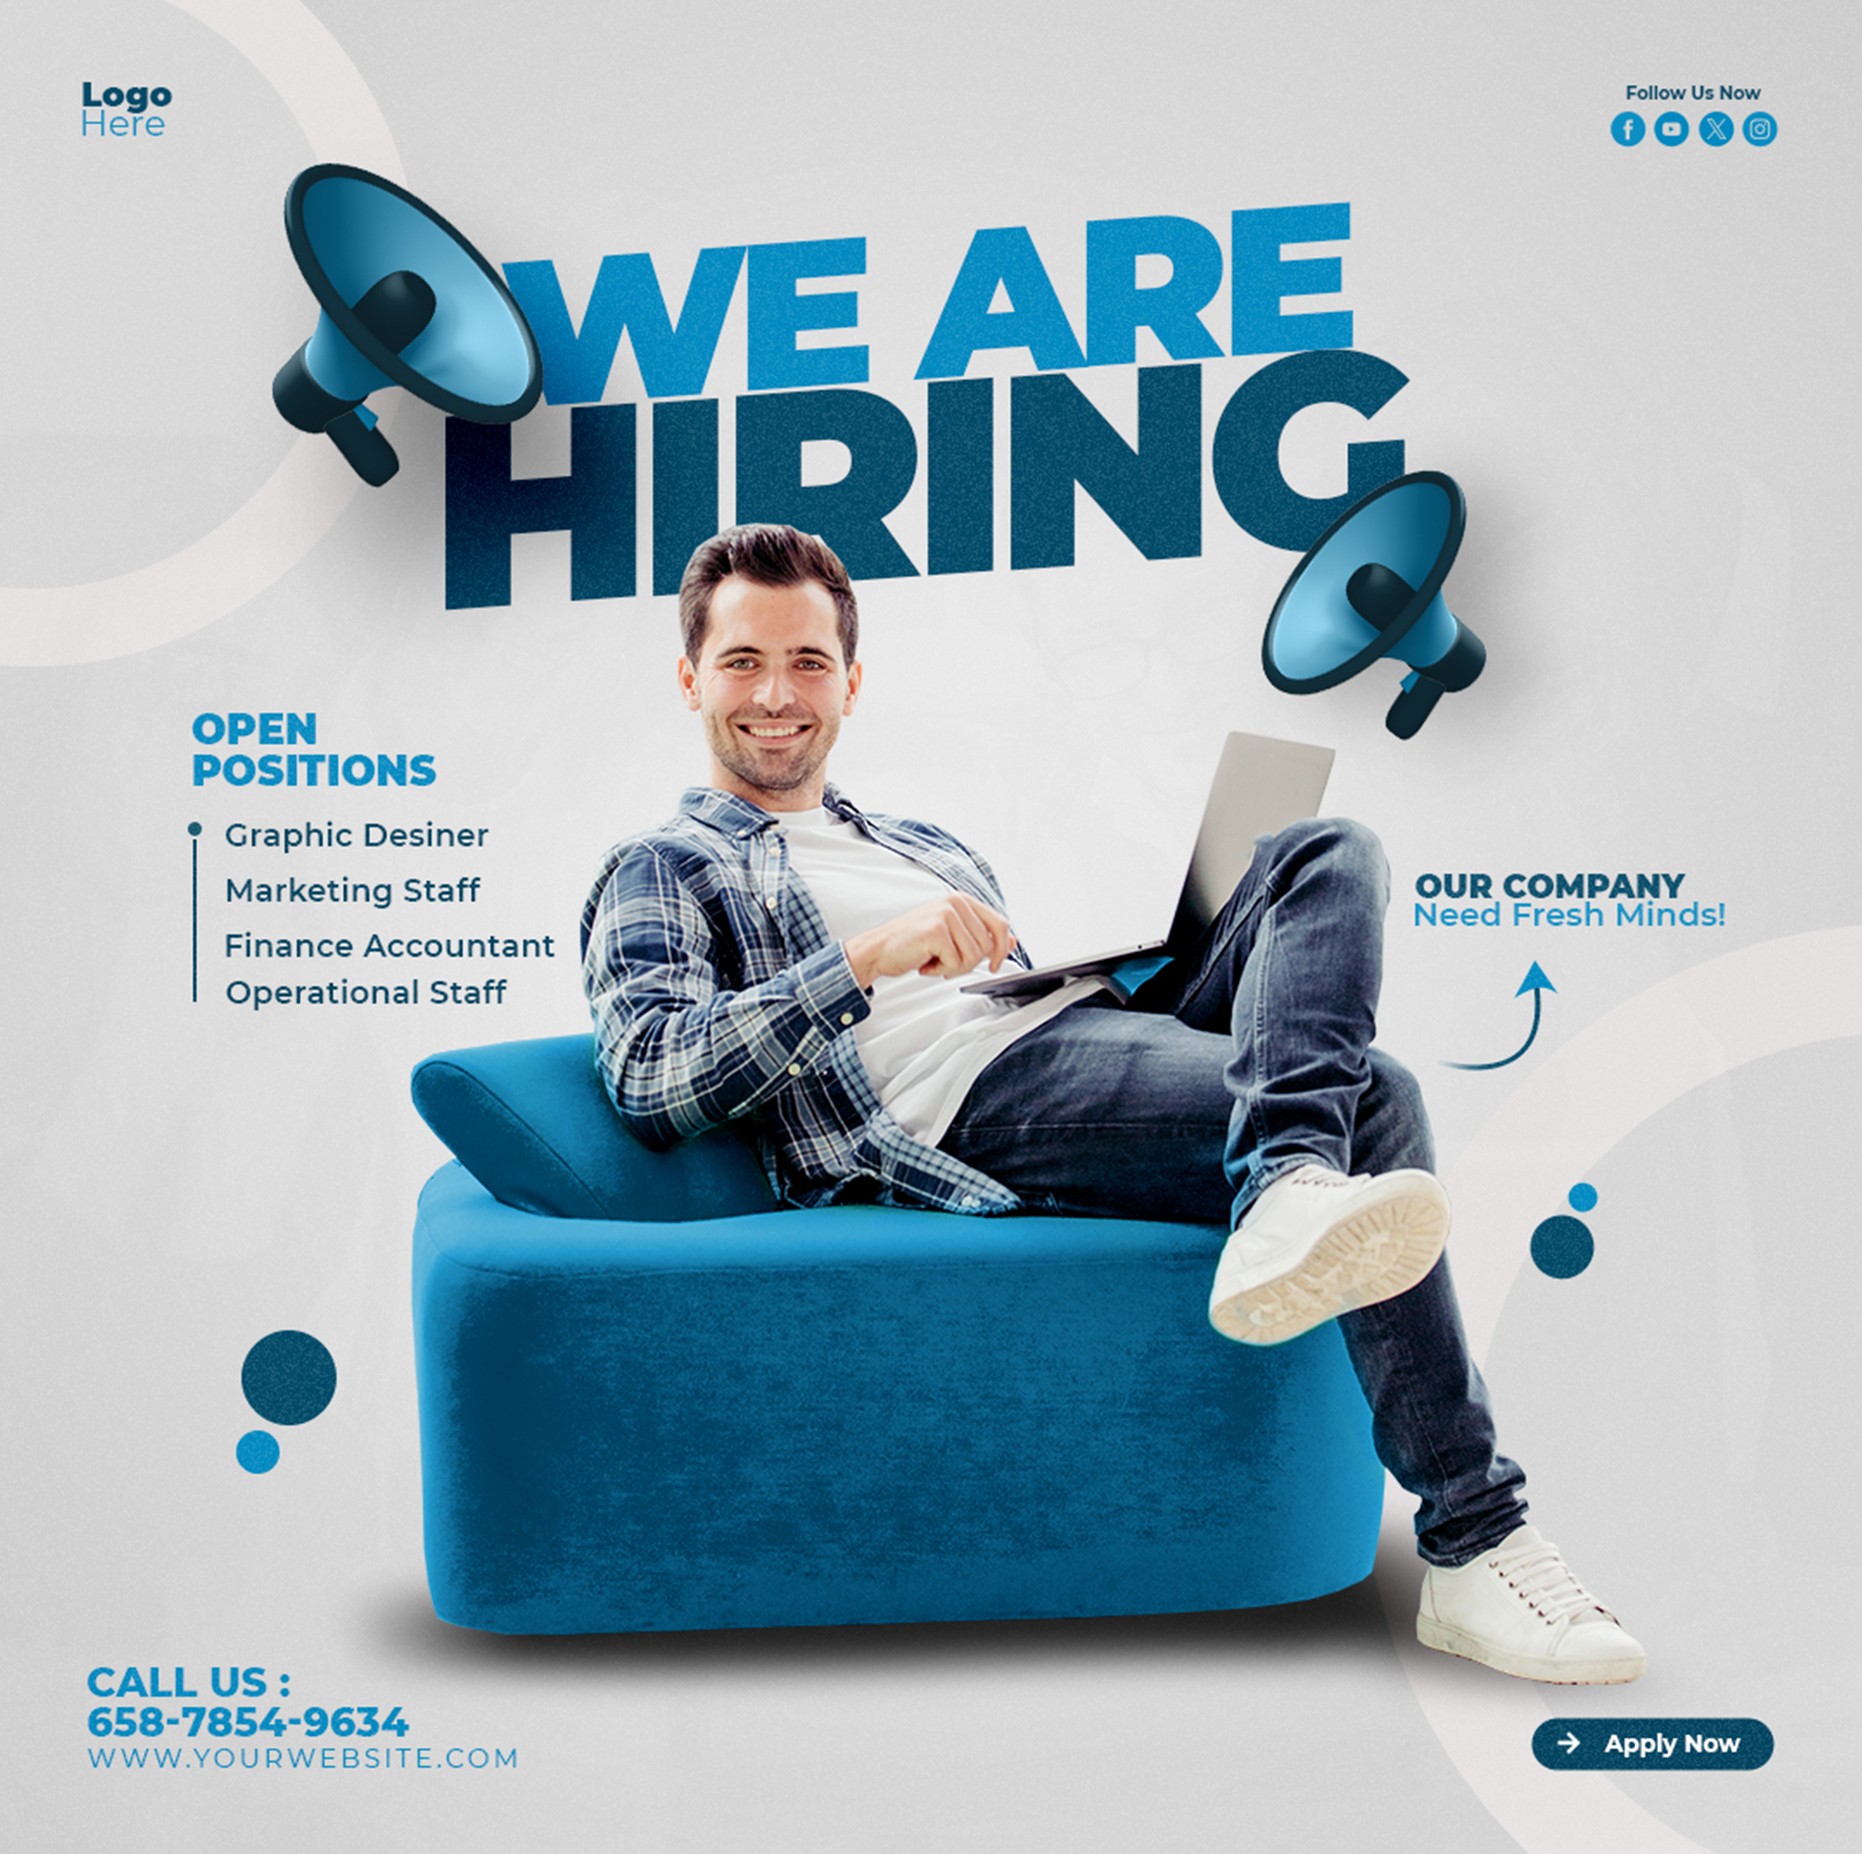 Logo
Here
Follow Us Now
WE ARE
HIRING
OPEN
POSITIONS
Graphic Desiner
Marketing Staff
Finance Accountant
Operational Staff
OUR COMPANY
Need Fresh Minds!
CALL US :
658-7854-9634
WWW.YOURWEBSITE.COM
Apply Now